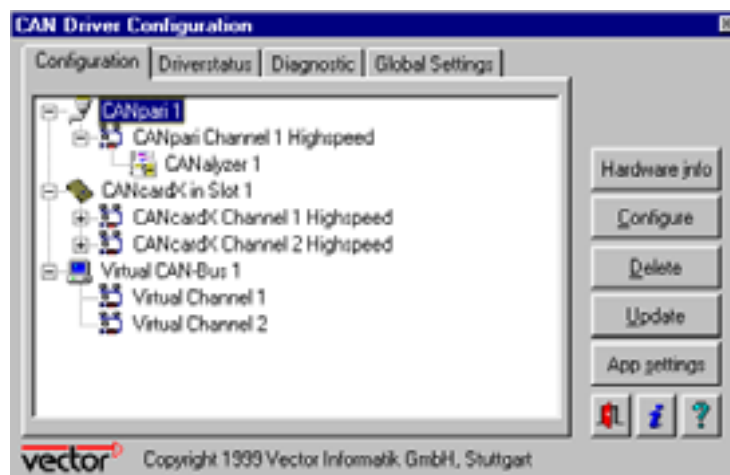 CAN Driver Configuration
Configuration Driverstatus Diagnostic Global Settings
CANpari 1
CANpari Channel 1 Highspeed
CANalyzer 1
CANcardX in Slot 1
CANcardX Channel 1 Highspeed
CANcardX Channel 2 Highspeed
Virtual CAN-Bus 1
Virtual Channel 1
Virtual Channel 2
Hardware info
Configure
Delete
Update
App settings
i ?
vector Copyright 1999 Vector Informatik GmbH, Stuttgart